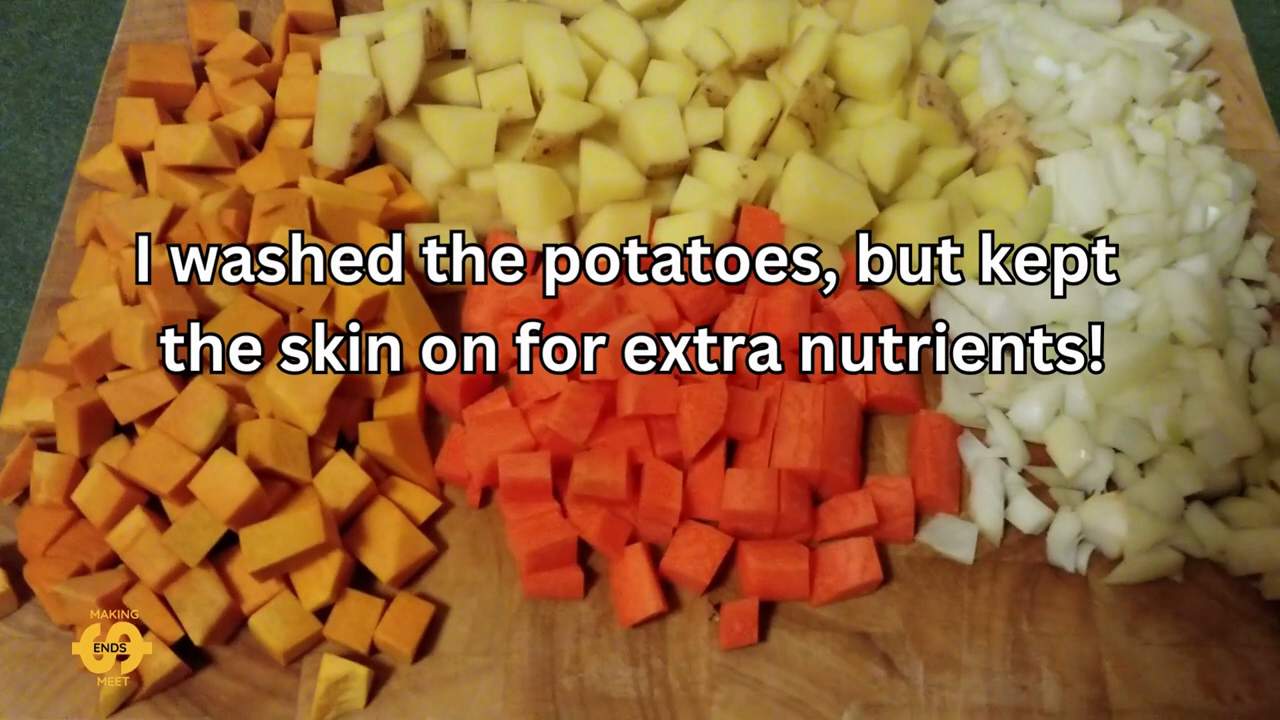 I washed the potatoes, but kept
the skin on for extra nutrients!
MAKING
ENDS
MEET